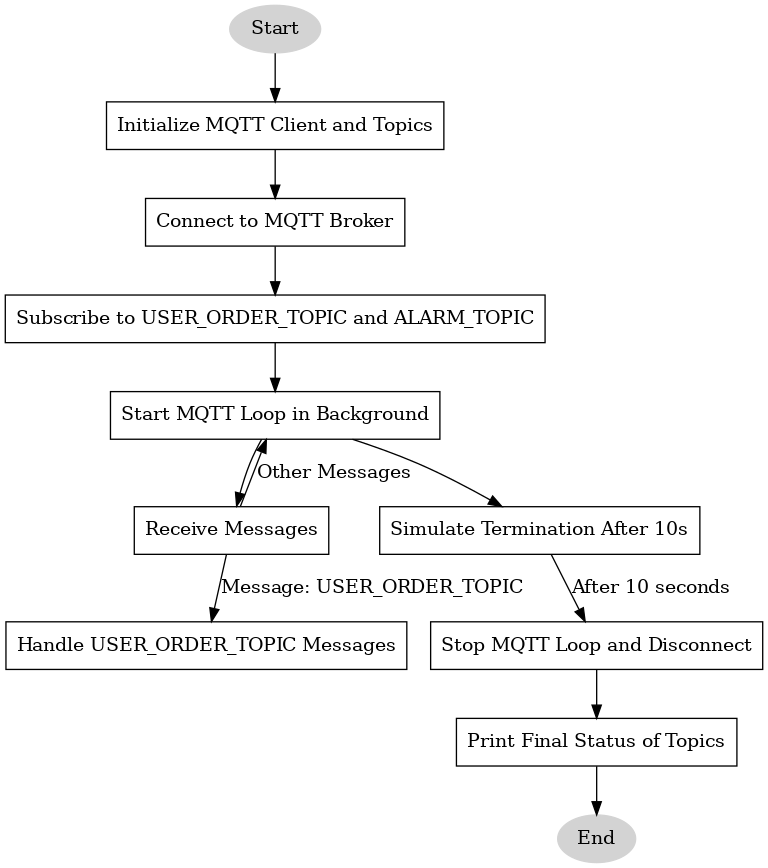 Start
Initialize MQTT Client and Topics
Connect to MQTT Broker
Subscribe to USER_ORDER_TOPIC and ALARM_TOPIC
Start MQTT Loop in Background
Other Messages
Receive Messages
Simulate Termination After 10s
Message: USER_ORDER_TOPIC
After 10 seconds
Handle USER_ORDER_TOPIC Messages
Stop MQTT Loop and Disconnect
Print Final Status of Topics
End